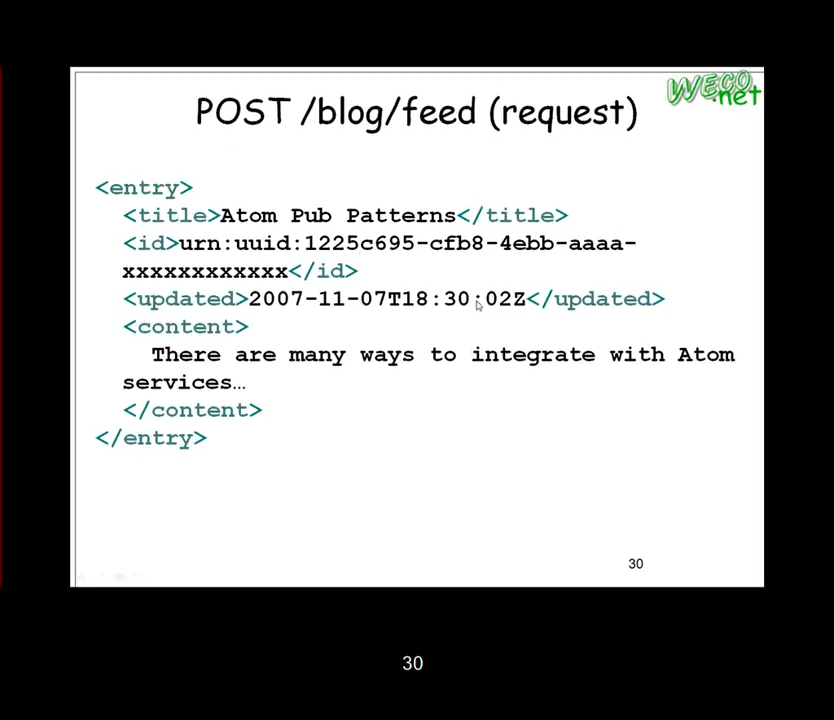 WECO
.net
POST /blog/feed (request)
<entry>
<title>Atom Pub Patterns</title>
<id>urn:uuid:1225c695-cfb8-4ebb-aaaa-
xxxxxxxxxxxx</id>
<updated>2007-11-07T18:30:02Z</updated>
<content>
There are many ways to integrate with Atom
services…
</content>
</entry>
30
30